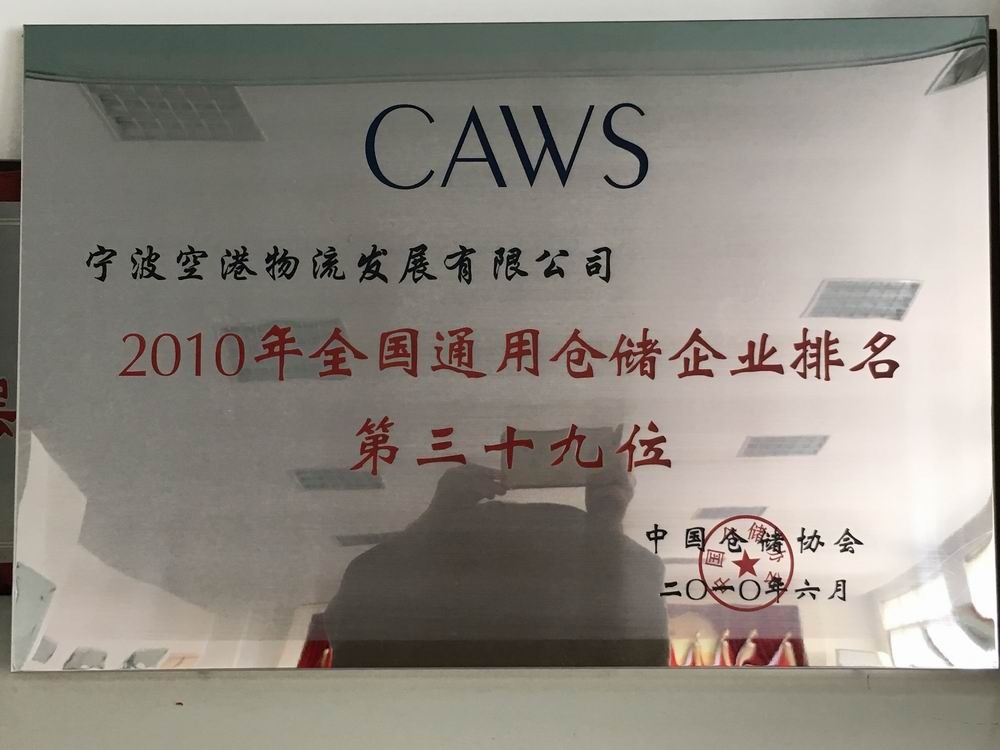 CAWS
宁波空港物流发展有限公司
2010年全国通用仓储企业排名
第三十九位
中国仓储协会
二〇一〇年六月